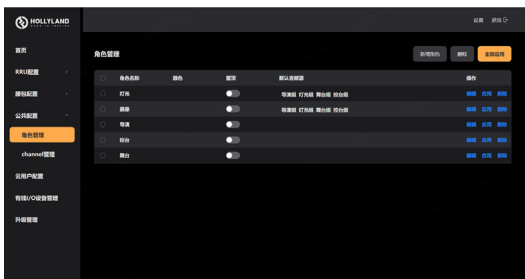 HOLLYLAND
MADE TO INSPIRE
设置 退出
首页
RRU配置
腰包配置
公共配置
角色管理
channel管理
云用户配置
有线I/O设备管理
升级管理
角色管理
新增角色 删除 全部应用
角色名称 颜色 置顶 默认音频源 操作
灯光 导演组 灯光组 舞台组 控台组 编辑 应用 删除
摄像 导演组 灯光组 舞台组 控台组 编辑 应用 删除
导演 编辑 应用 删除
控台 编辑 应用 删除
舞台 编辑 应用 删除